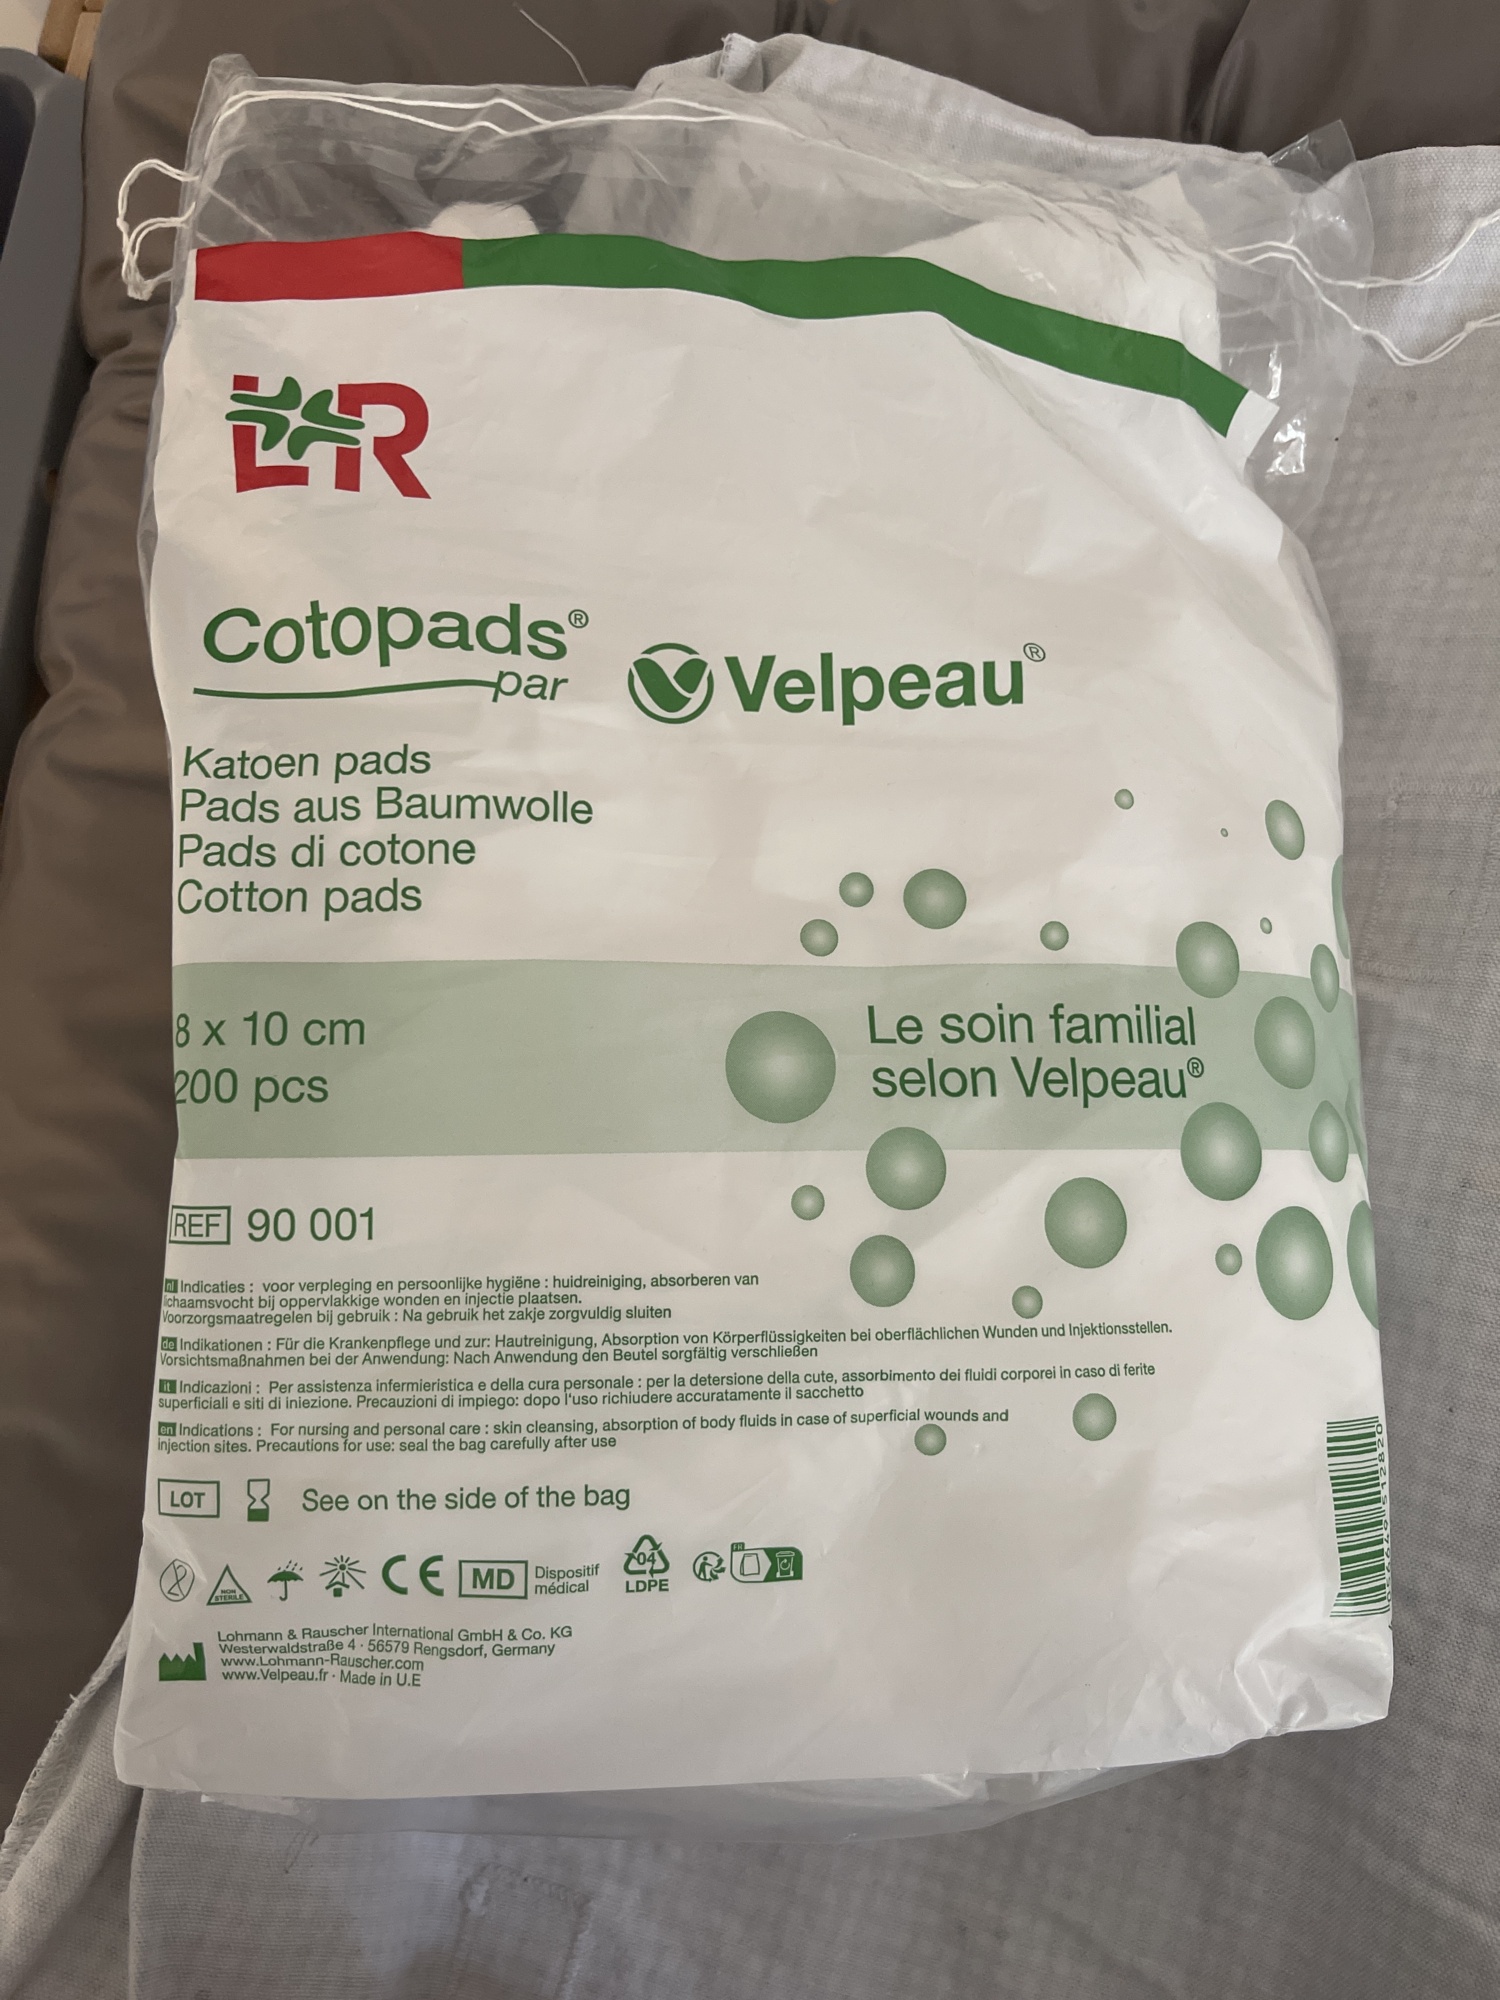 L+R
Cotopads®
par
Velpeau®
Katoen pads
Pads aus Baumwolle
Pads di cotone
Cotton pads
8 x 10 cm
200 pcs
Le soin familial
selon Velpeau®
REF 90 001
nl Indicaties : voor verpleging en persoonlijke hygiëne : huidreiniging, absorberen van
ichaamsvocht bij oppervlakkige wonden en injectie plaatsen.
Voorzorgsmaatregelen bij gebruik : Na gebruik het zakje zorgvuldig sluiten
de Indikationen : Für die Krankenpflege und zur: Hautreinigung, Absorption von Körperflüssigkeiten bei oberflächlichen Wunden und Injektionsstellen.
Vorsichtsmaßnahmen bei der Anwendung: Nach Anwendung den Beutel sorgfältig verschließen
it Indicazioni : Per assistenza infermieristica e della cura personale : per la detersione della cute, assorbimento dei fluidi corporei in caso di ferite
superficiali e siti di iniezione. Precauzioni di impiego: dopo l'uso richiudere accuratamente il sacchetto
en Indications : For nursing and personal care : skin cleansing, absorption of body fluids in case of superficial wounds and
injection sites. Precautions for use: seal the bag carefully after use
LOT See on the side of the bag
2
NON
STERILE
CE
MD
Dispositif
médical
04
LDPE
FR
Lohmann & Rauscher International GmbH & Co. KG
Westerwaldstraße 4 · 56579 Rengsdorf, Germany
www.Lohmann-Rauscher.com
www.Velpeau.fr · Made in U.E